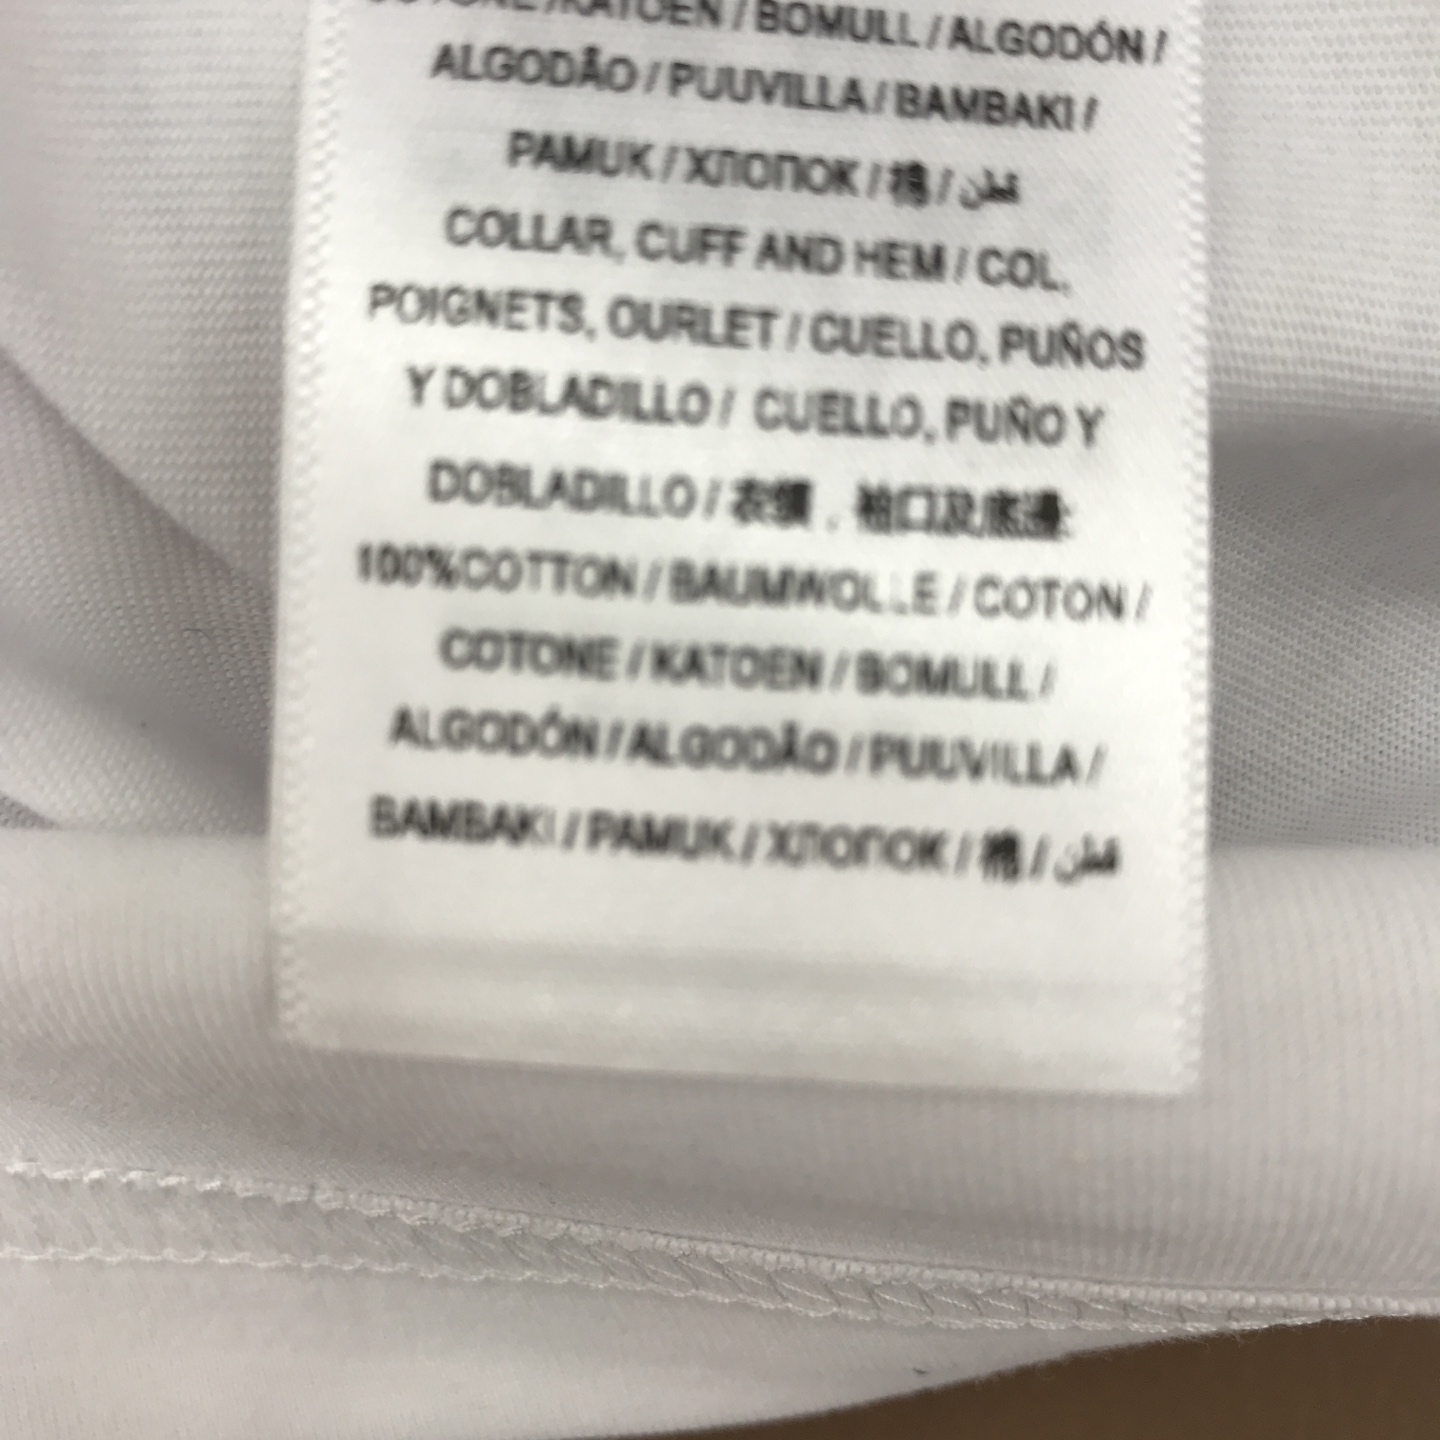 COTONE / KATOEN / BOMULL / ALGODÓN /
ALGODÃO / PUUVILLA / BAMBAKI /
PAMUK / ХЛОПОК / 棉 / قطن
COLLAR, CUFF AND HEM / COL.
POIGNETS, OURLET / CUELLO, PUÑOS
Y DOBLADILLO / CUELLO, PUÑO Y
DOBLADILLO / 衣領 , 袖口及底邊:
100%COTTON / BAUMWOLLE / COTON /
COTONE / KATOEN / BOMULL /
ALGODÓN / ALGODÃO / PUUVILLA /
BAMBAKI / PAMUK / ХЛОПОК / 棉 / قطن